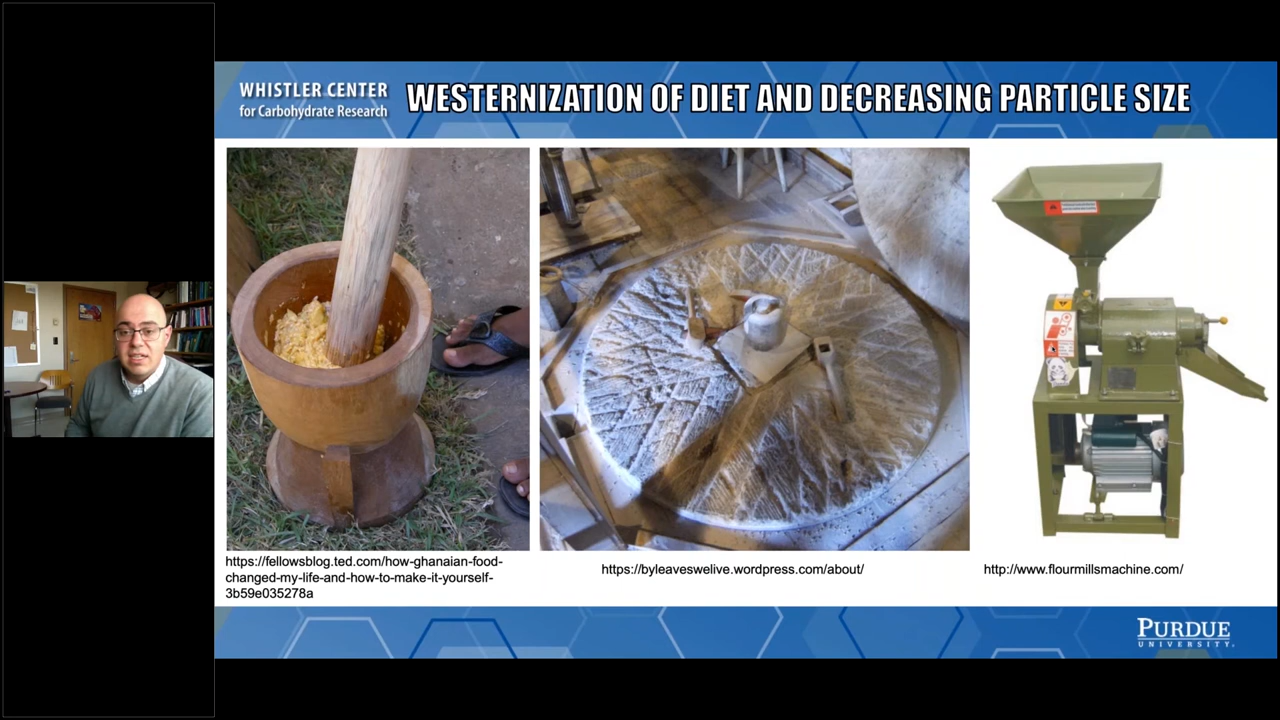 WHISTLER CENTER
for Carbohydrate Research
WESTERNIZATION OF DIET AND DECREASING PARTICLE SIZE
https://fellowsblog.ted.com/how-ghanaian-food-
changed-my-life-and-how-to-make-it-yourself-
3b59e035278a
https://byleaveswelive.wordpress.com/about/
http://www.flourmillsmachine.com/
PURDUE
UNIVERSITY.